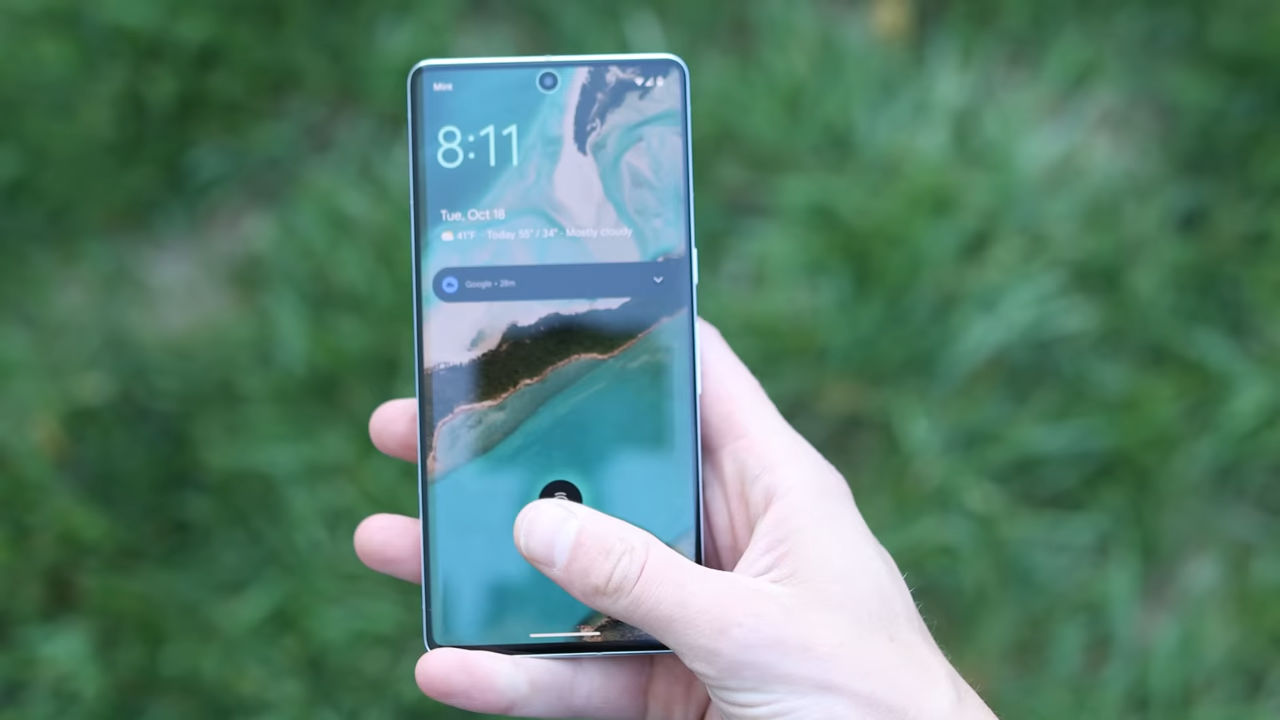 Mint
8:11
Tue, Oct 18
41°F · Today 55° / 34° · Mostly cloudy
Google • 28m